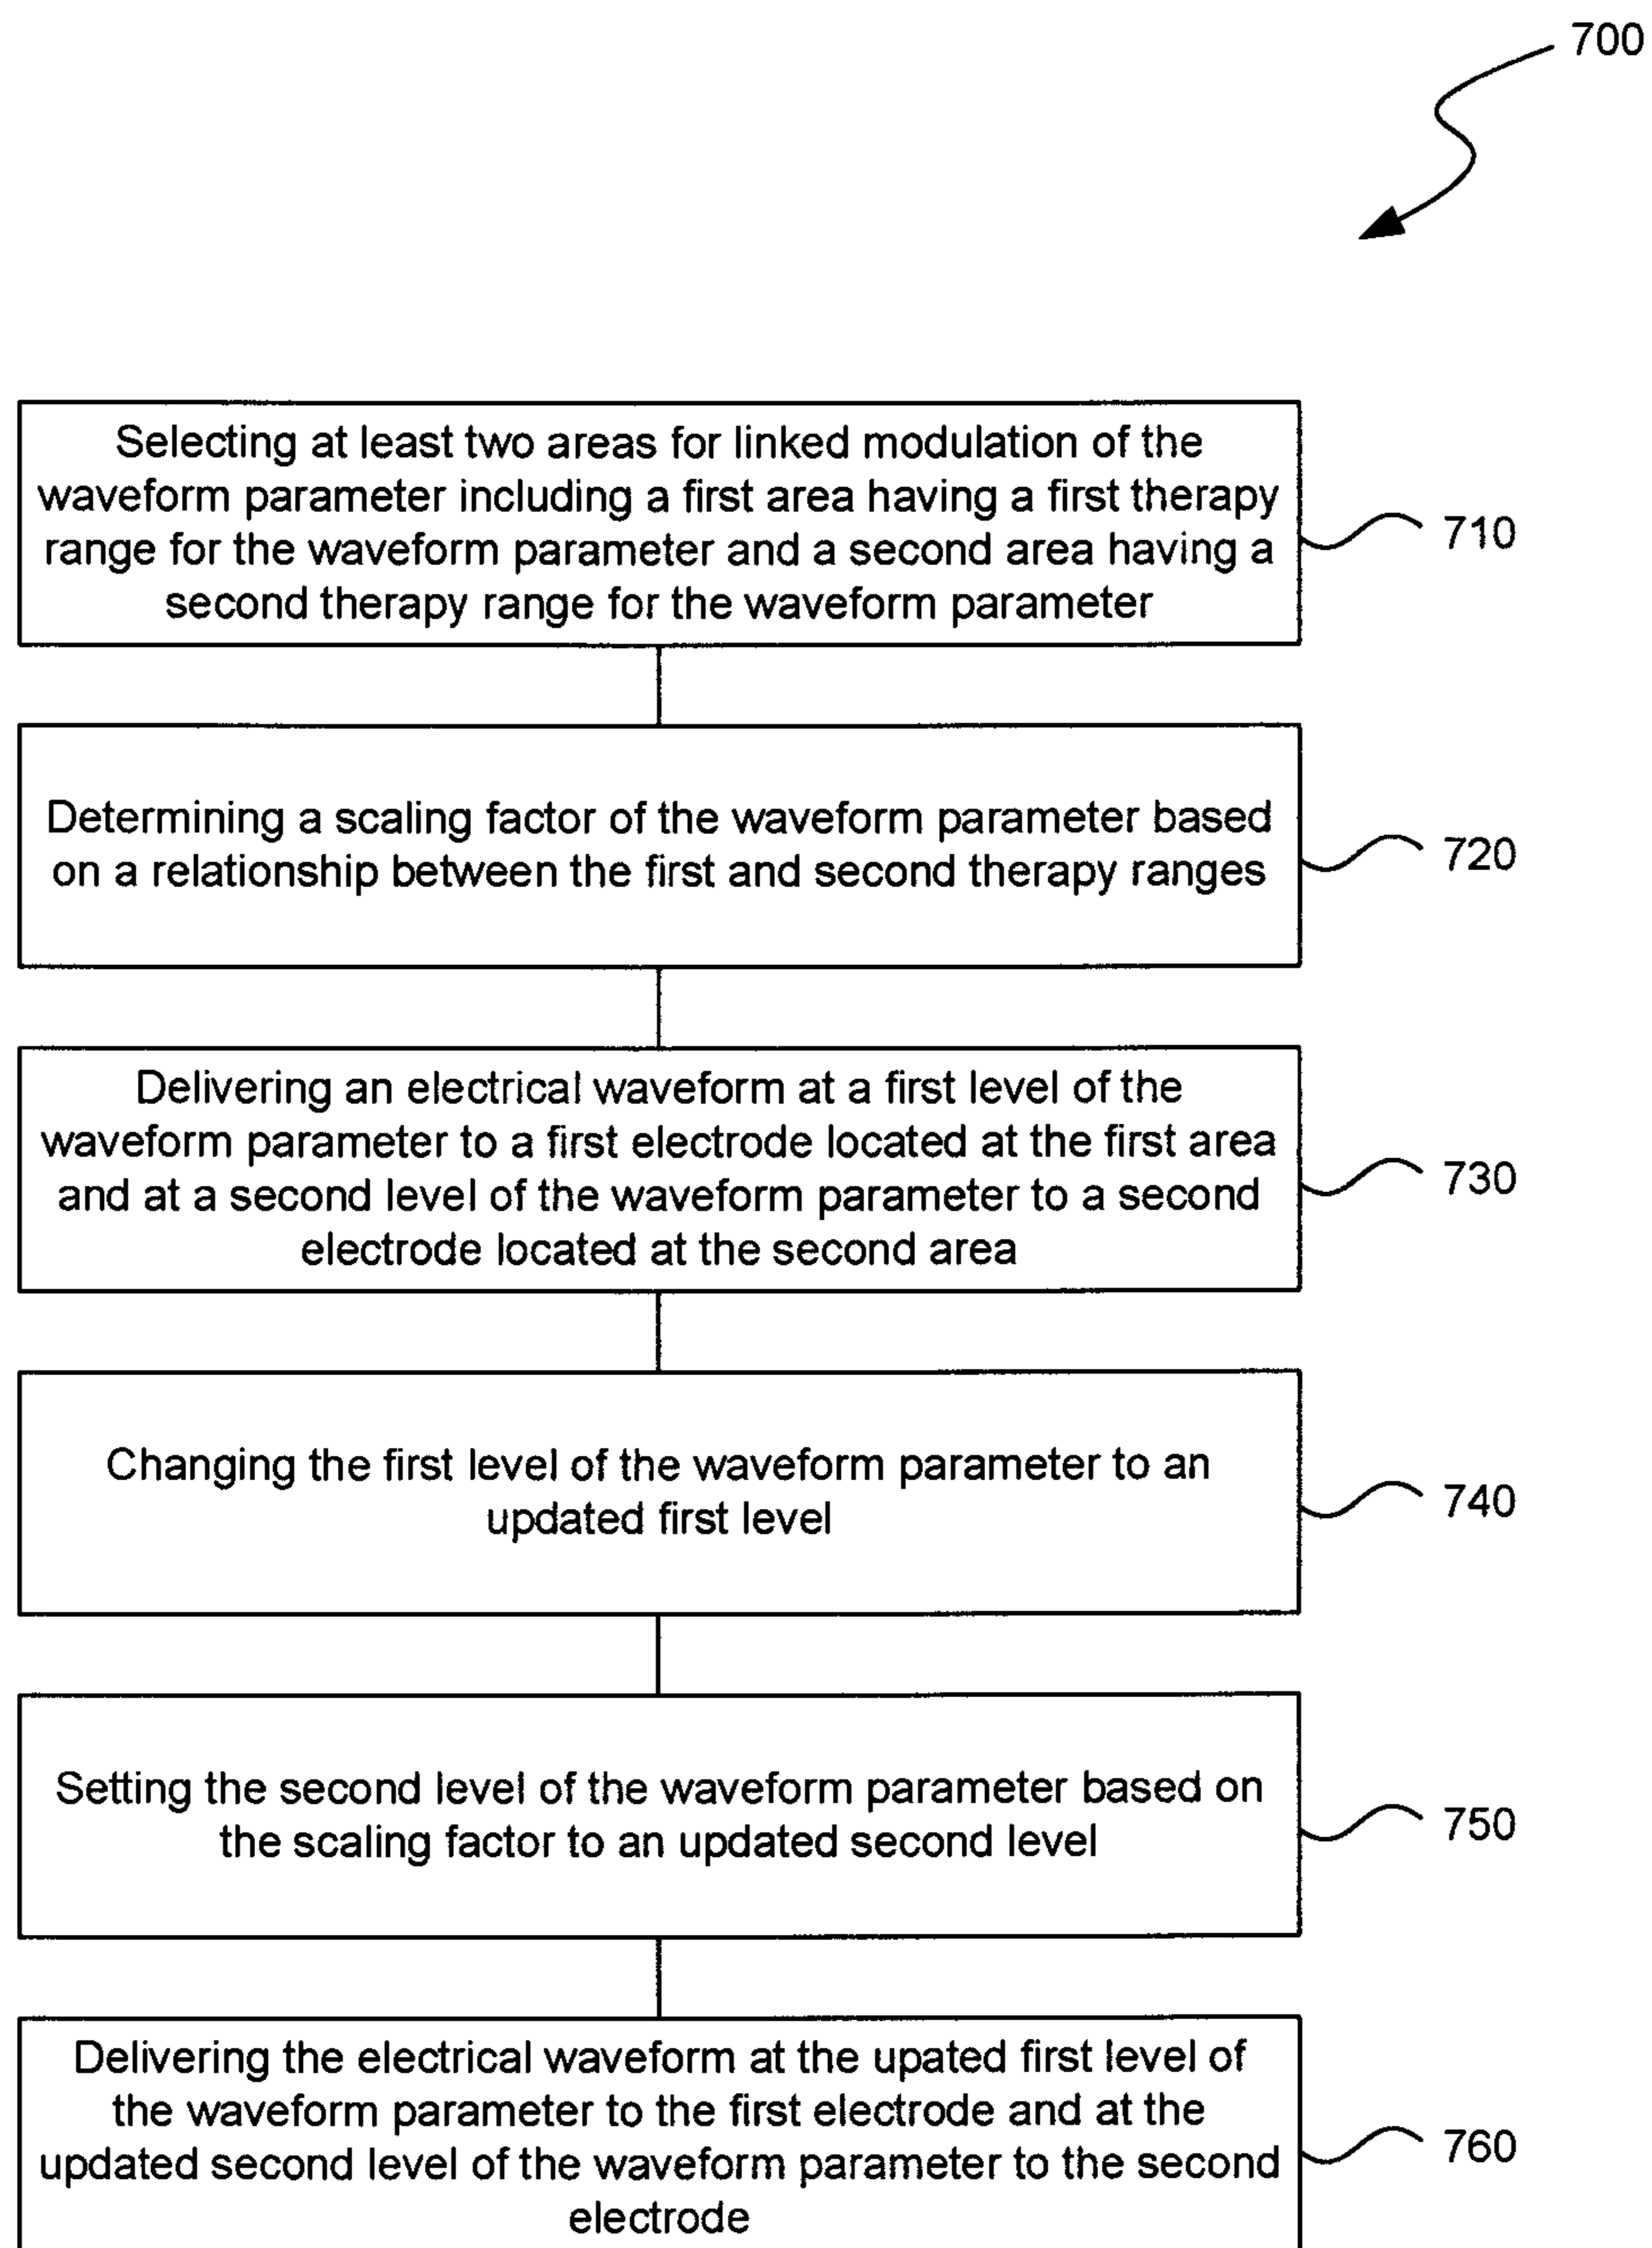 700
Selecting at least two areas for linked modulation of the
waveform parameter including a first area having a first therapy
range for the waveform parameter and a second area having a
second therapy range for the waveform parameter
710
Determining a scaling factor of the waveform parameter based
on a relationship between the first and second therapy ranges
720
Delivering an electrical waveform at a first level of the
waveform parameter to a first electrode located at the first area
and at a second level of the waveform parameter to a second
electrode located at the second area
730
Changing the first level of the waveform parameter to an
updated first level
740
Setting the second level of the waveform parameter based on
the scaling factor to an updated second level
750
Delivering the electrical waveform at the upated first level of
the waveform parameter to the first electrode and at the
updated second level of the waveform parameter to the second
electrode
760